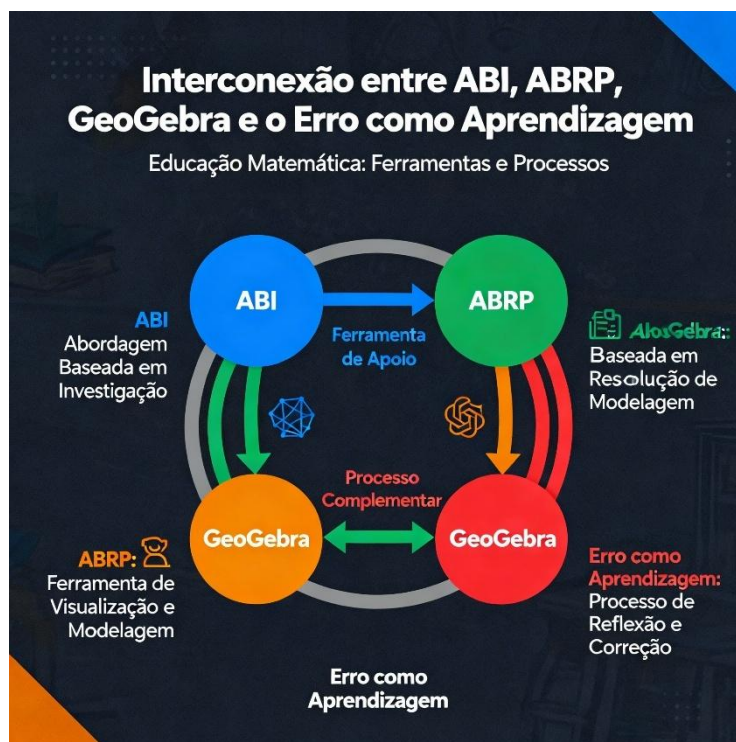 Interconexão entre ABI, ABRP,
GeoGebra e o Erro como Aprendizagem
Educação Matemática: Ferramentas e Processos
ABI
ABRP
ABI
Abordagem
Baseada em
Investigação
Ferramenta
de Apoio
Baseada em
Resolução de
Modelagem
Processo
Complementar
GeoGebra
GeoGebra
ABRP:
Ferramenta de
Visualização e
Modelagem
Erro como
Aprendizagem:
Processo de
Reflexão e
Correção
Erro como
Aprendizagem